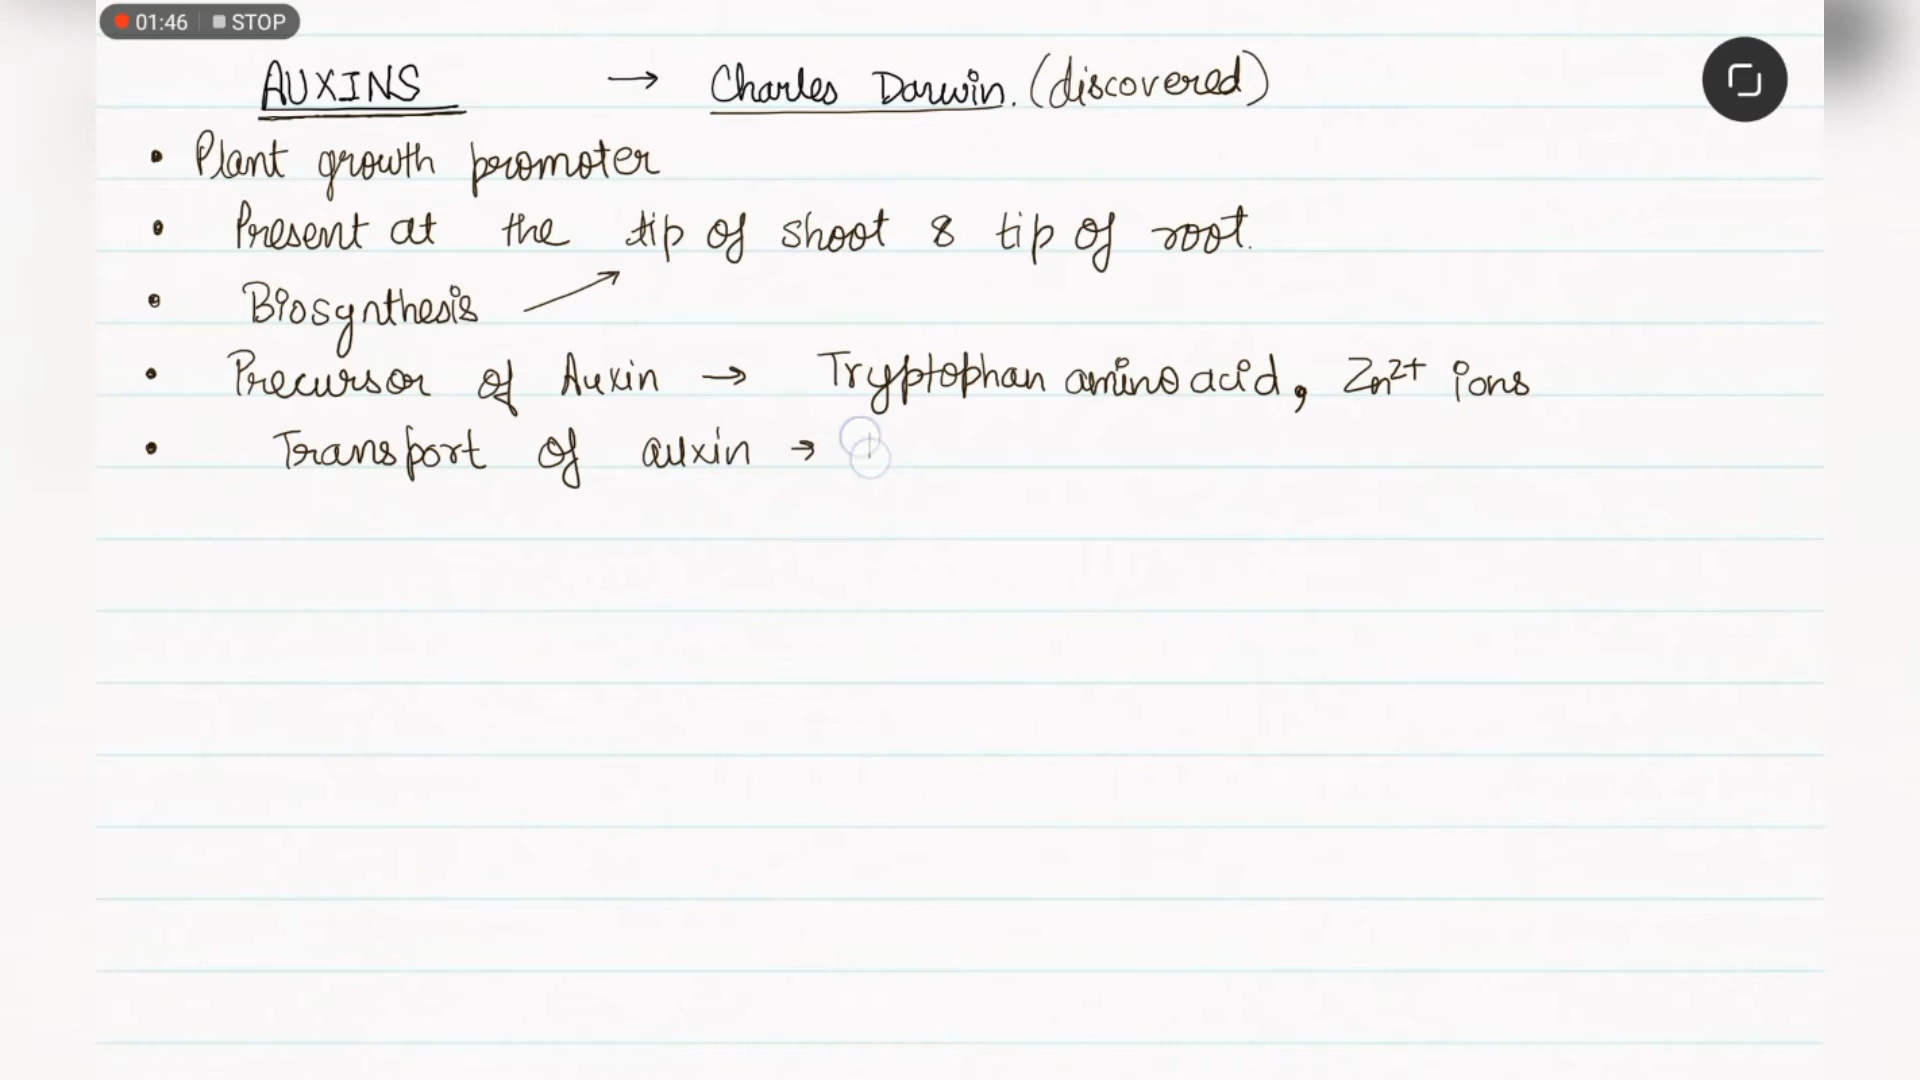 01:46 STOP
AUXINS → Charles Darwin. (discovered)
• Plant growth promoter
• Present at the tip of shoot & tip of root.
• Biosynthesis
• Precursor of Auxin → Tryptophan amino acid, Zn²⁺ ions
• Transport of auxin →